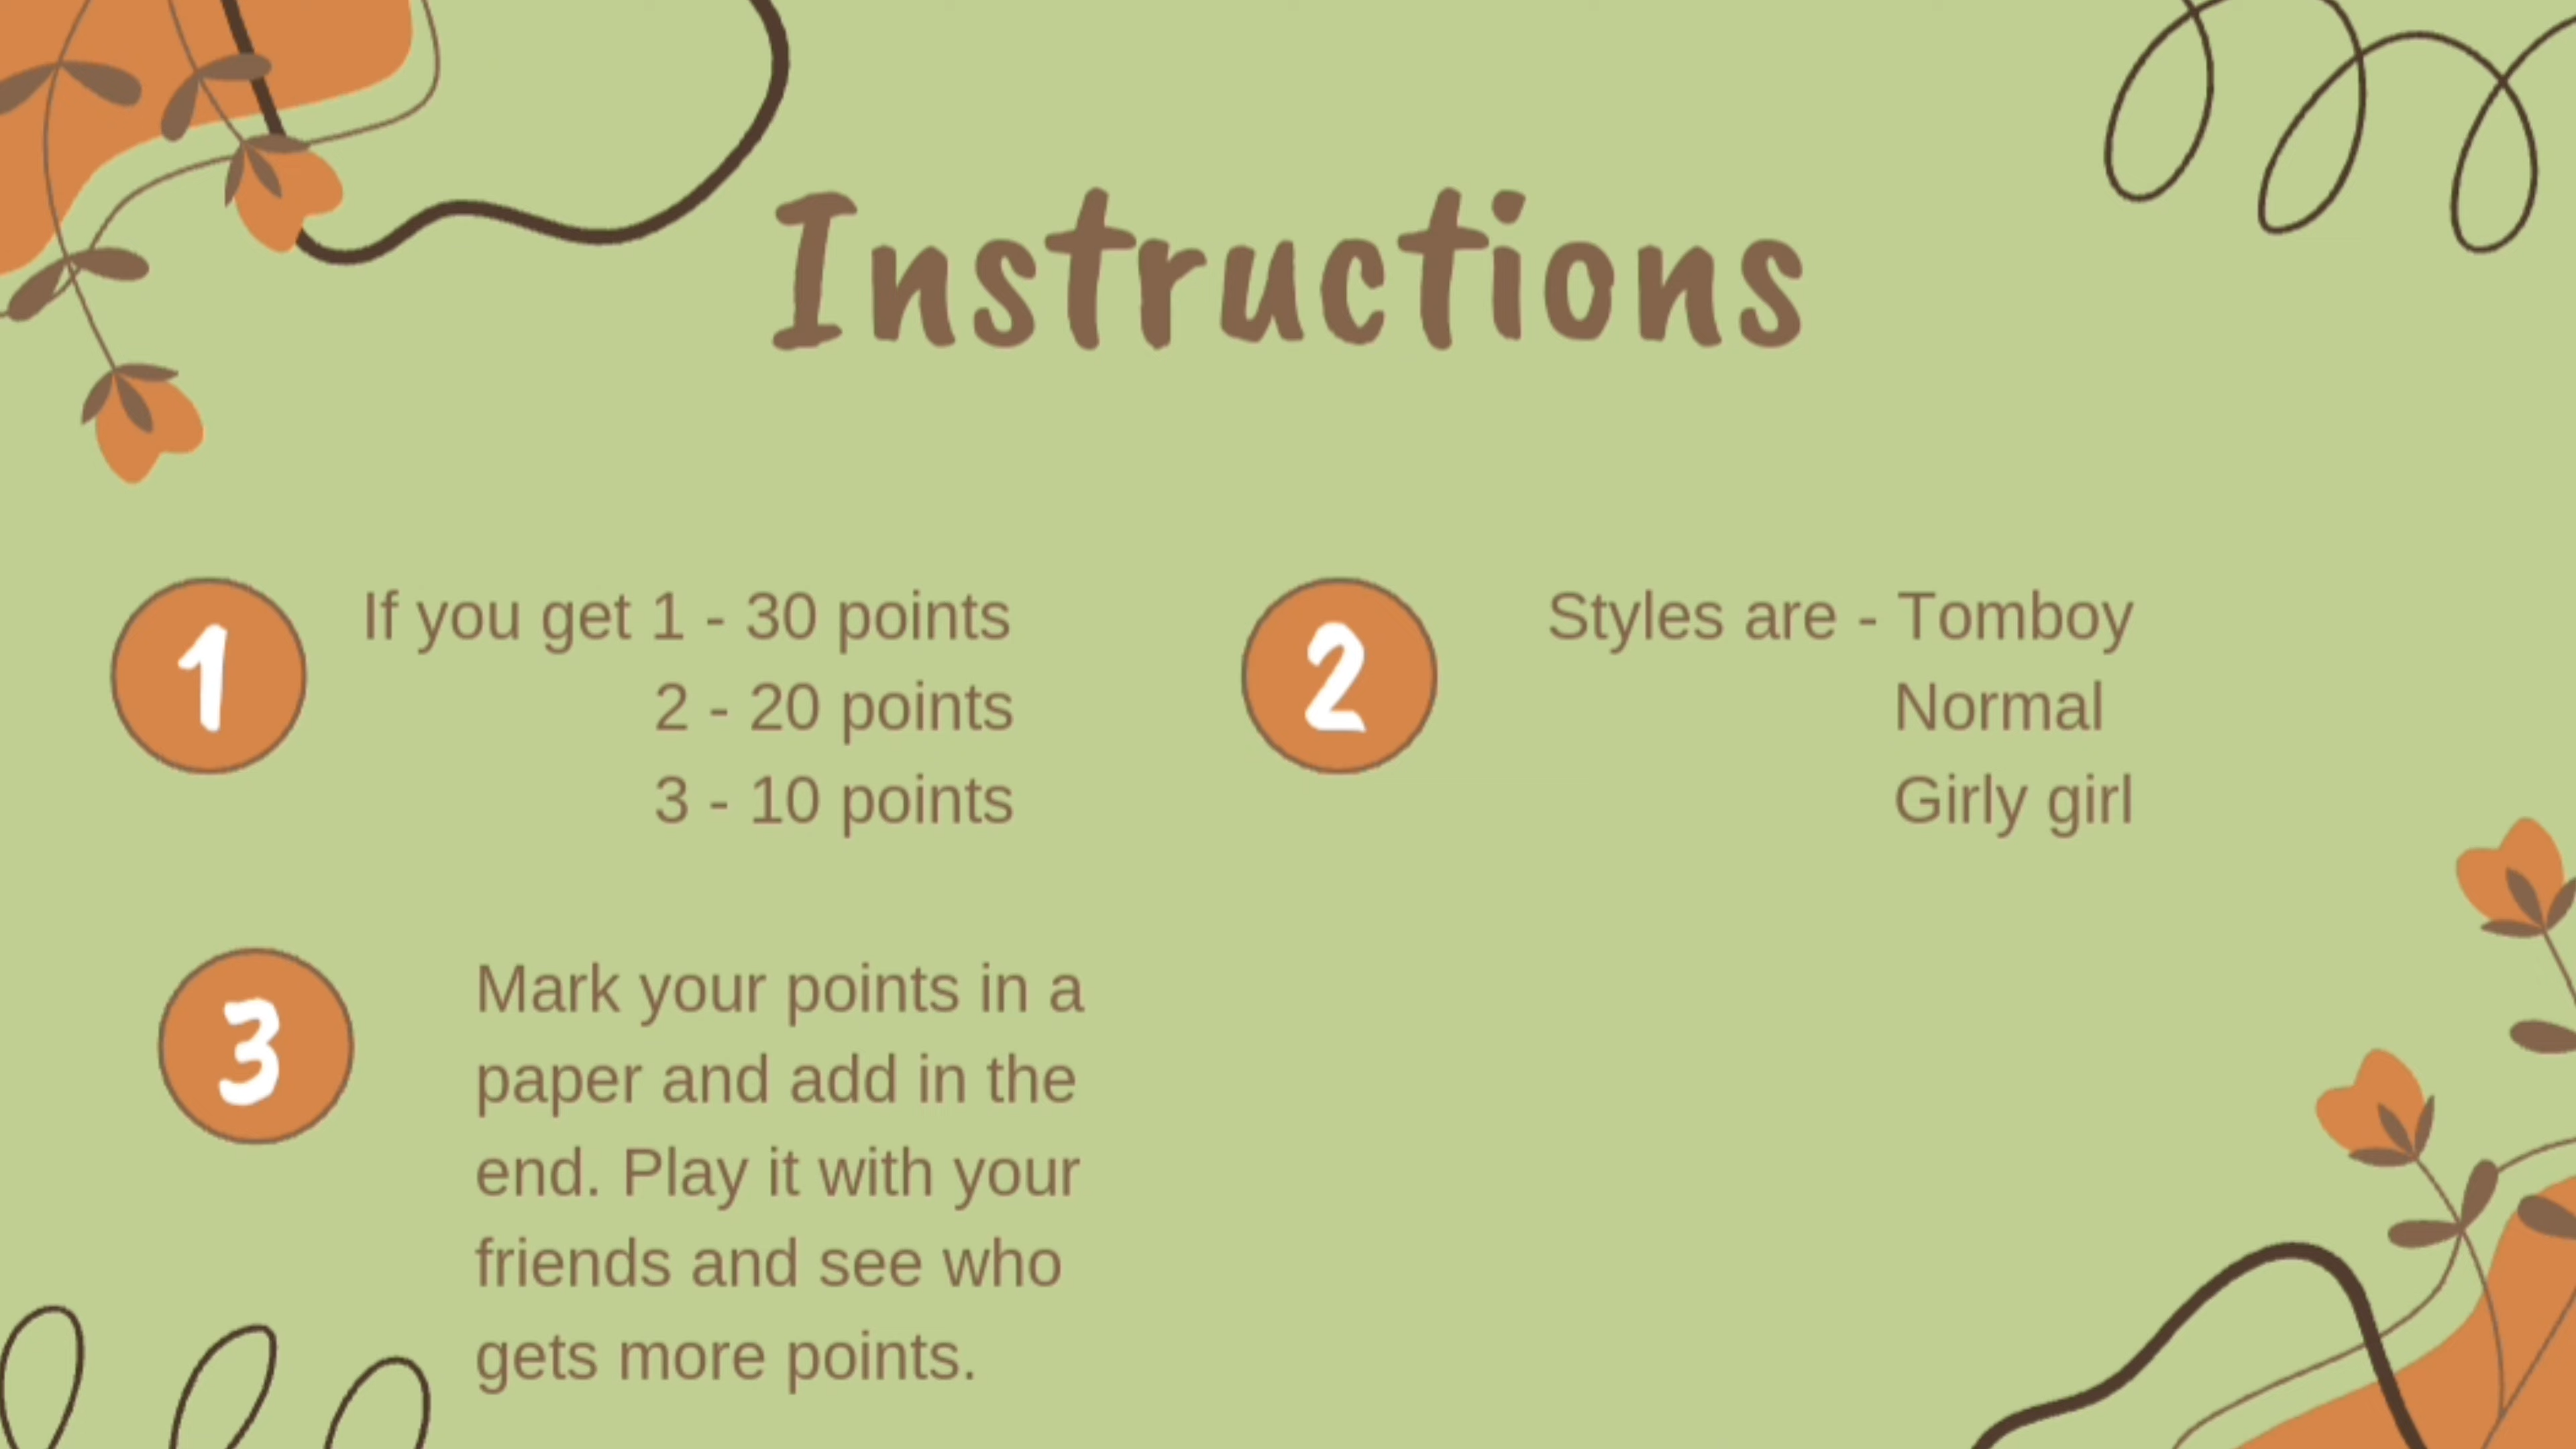 Instructions
1
If you get 1 - 30 points
2 - 20 points
3 - 10 points
2
Styles are - Tomboy
Normal
Girly girl
3
Mark your points in a
paper and add in the
end. Play it with your
friends and see who
gets more points.